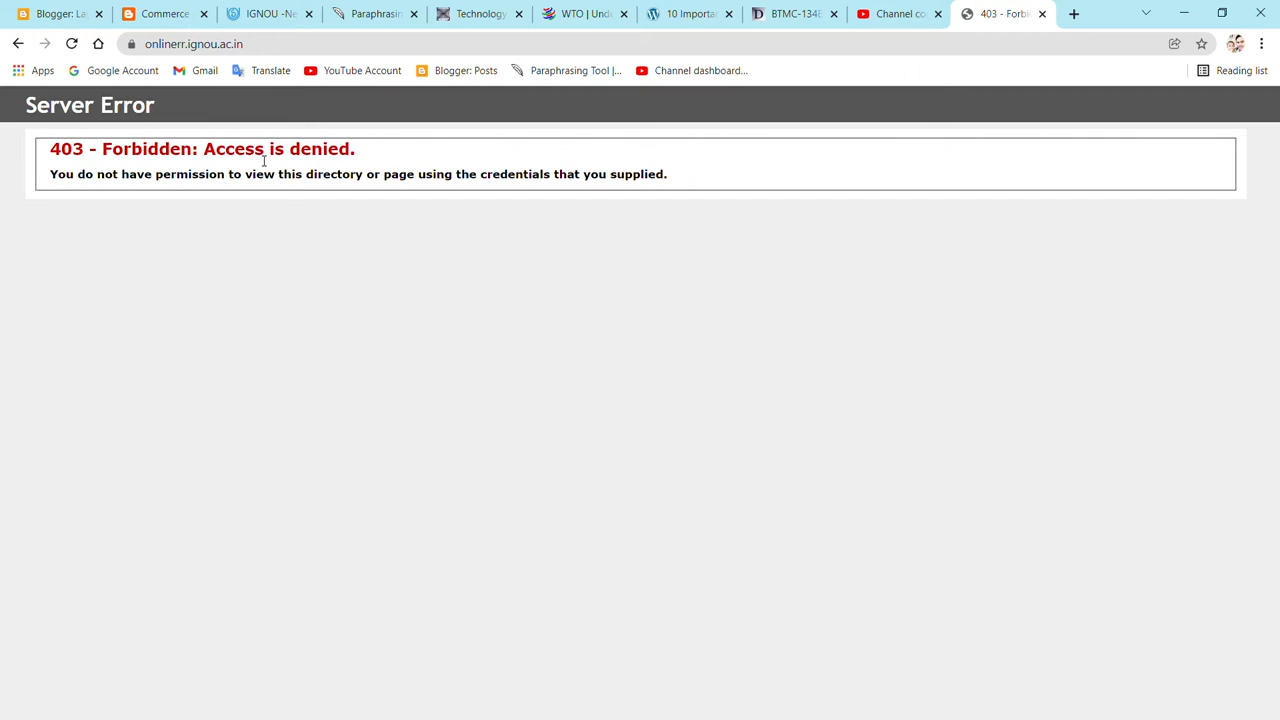 Blogger: La
Commerce
IGNOU -Ne
Paraphrasin
Technology
WTO | Und
10 Importa
BTMC-134E
Channel co
403 - Forbi
onlinerr.ignou.ac.in
Apps
Google Account
Gmail
Translate
YouTube Account
Blogger: Posts
Paraphrasing Tool |...
Channel dashboard...
Reading list
Server Error
403 - Forbidden: Access is denied.
You do not have permission to view this directory or page using the credentials that you supplied.